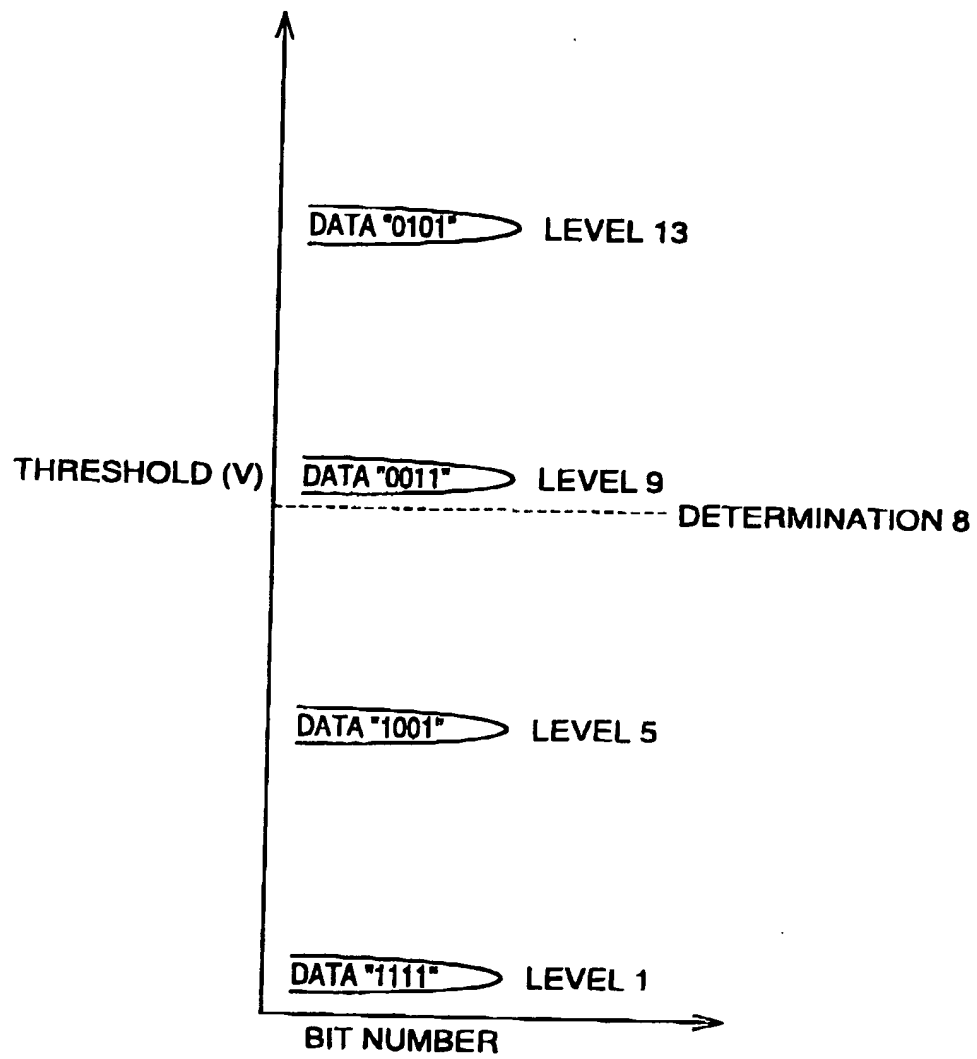 DATA "0101" LEVEL 13
THRESHOLD (V) DATA "0011" LEVEL 9
DETERMINATION 8
DATA "1001" LEVEL 5
DATA "1111" LEVEL 1
BIT NUMBER